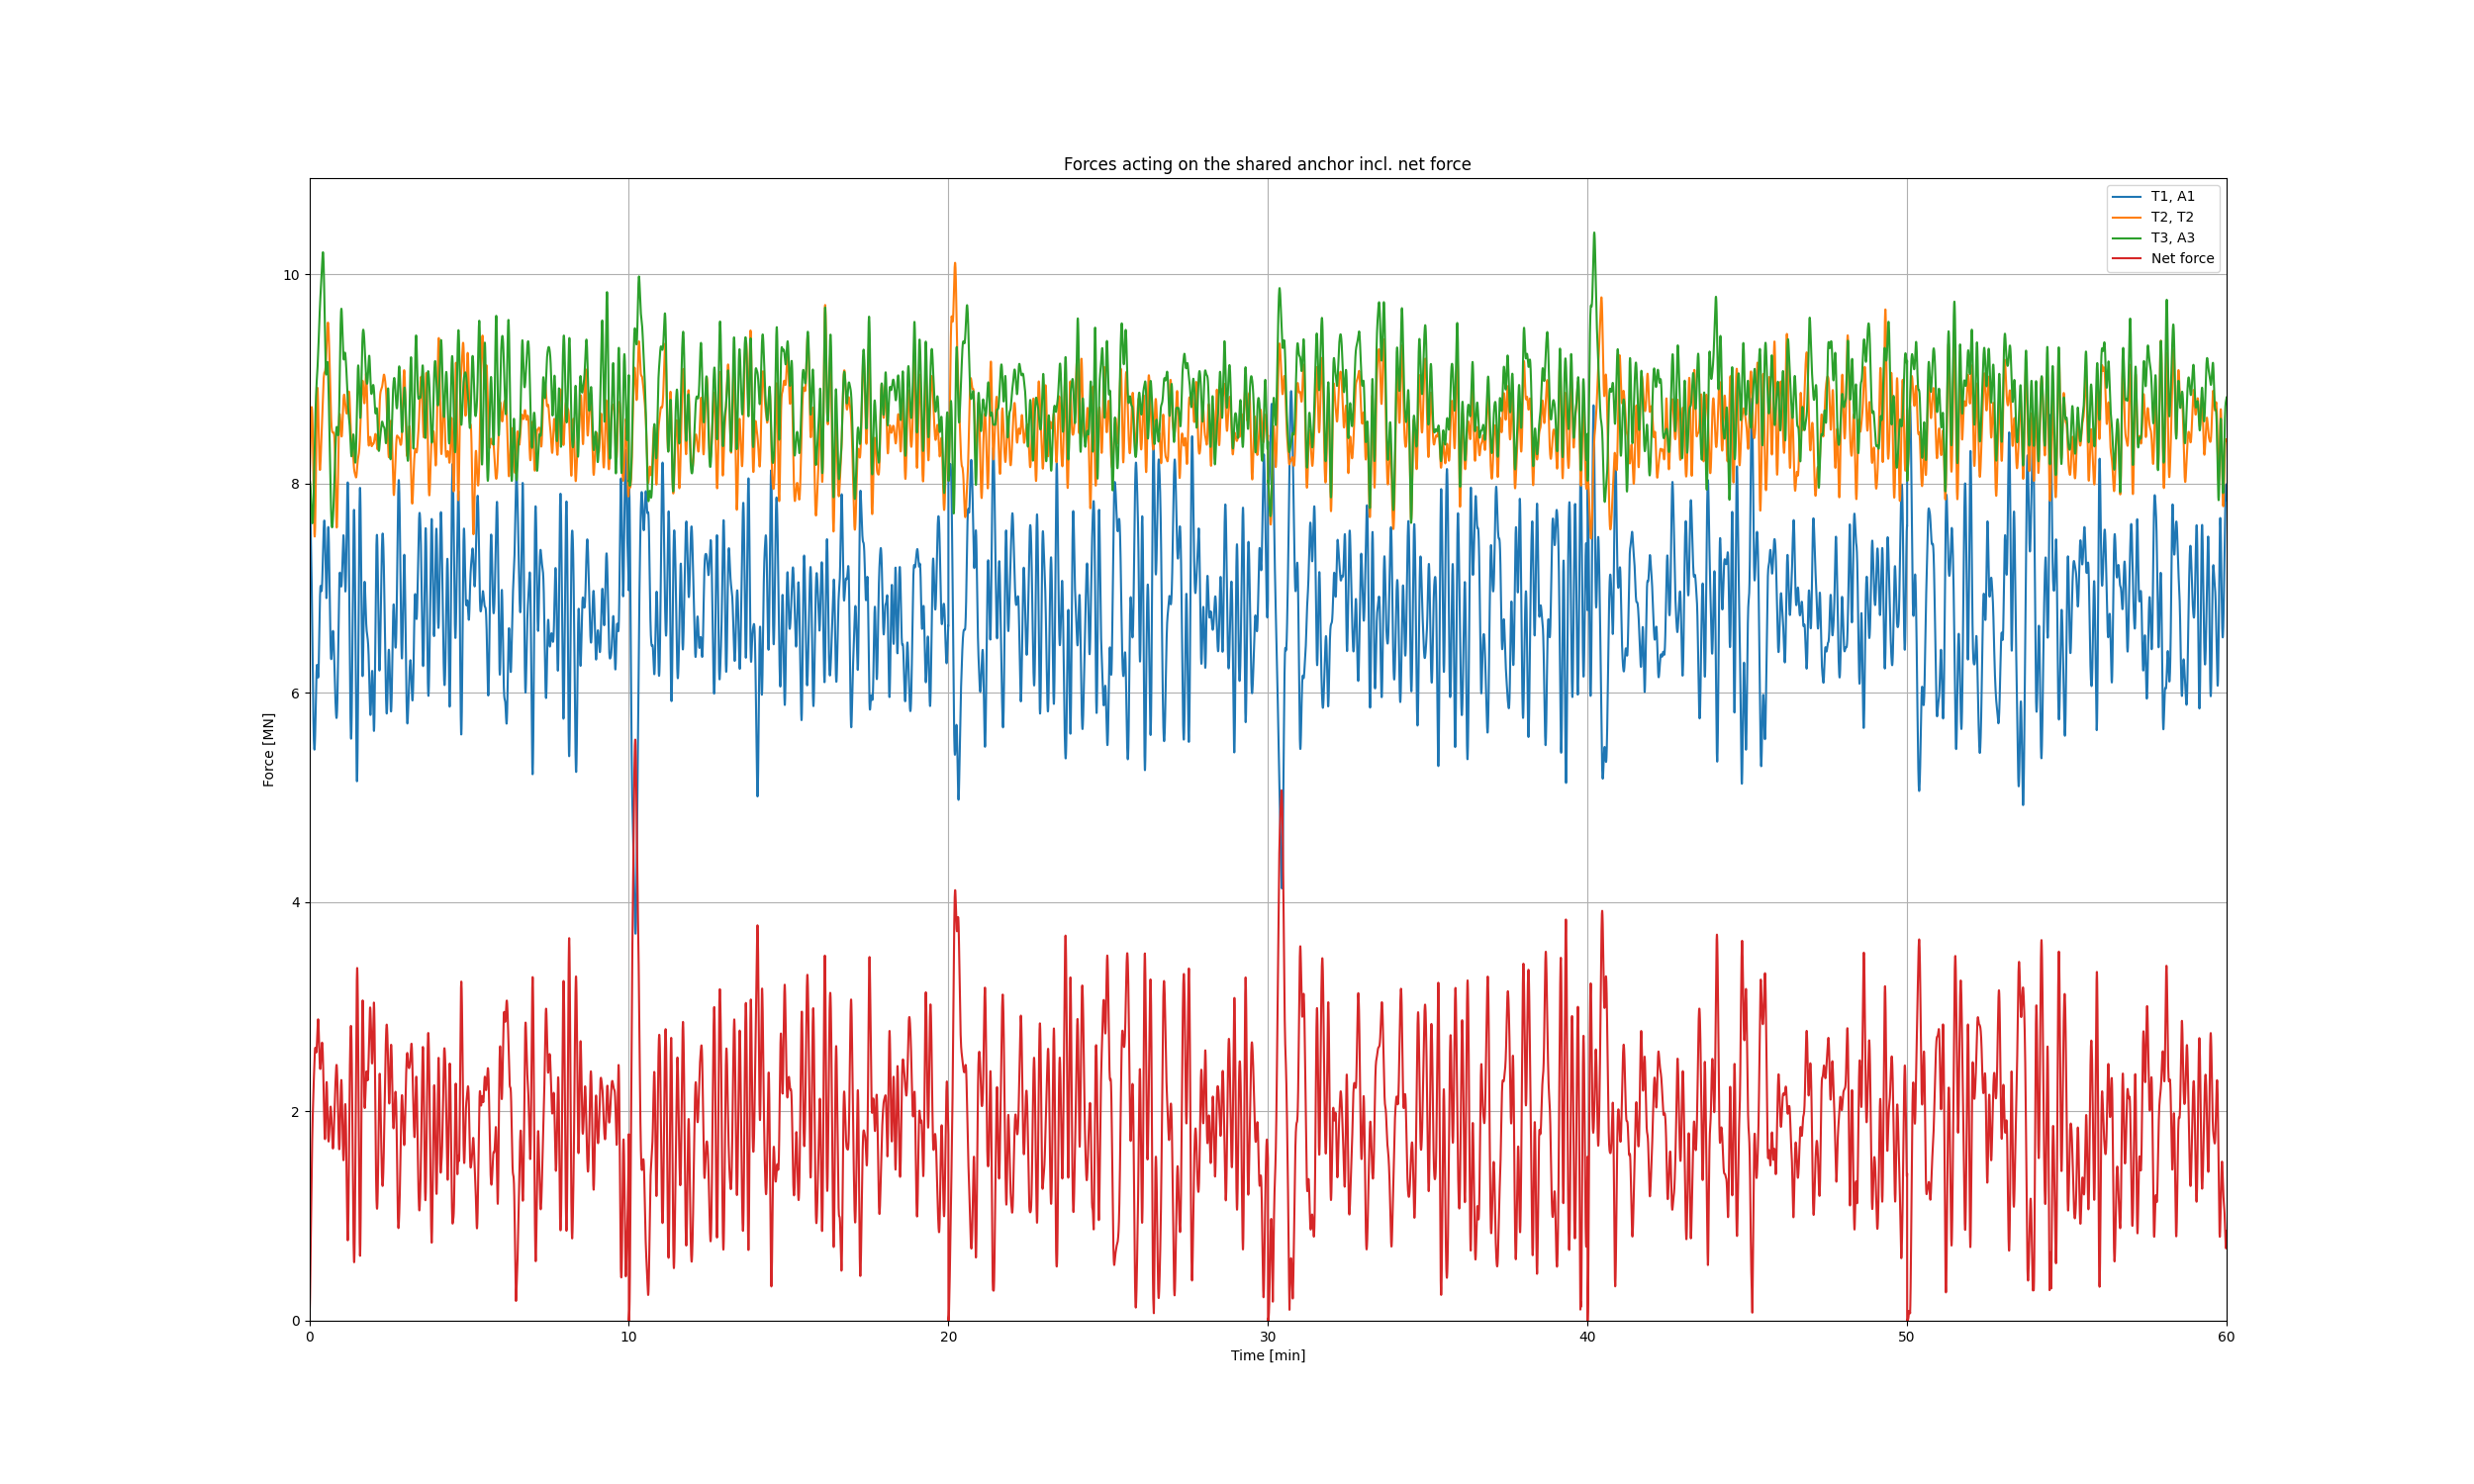 Forces acting on the shared anchor incl. net force
T1, A1
T2, T2
T3, A3
Net force
Force [MN]
10
8
6
4
2
0
0 10 20 30 40 50 60
Time [min]